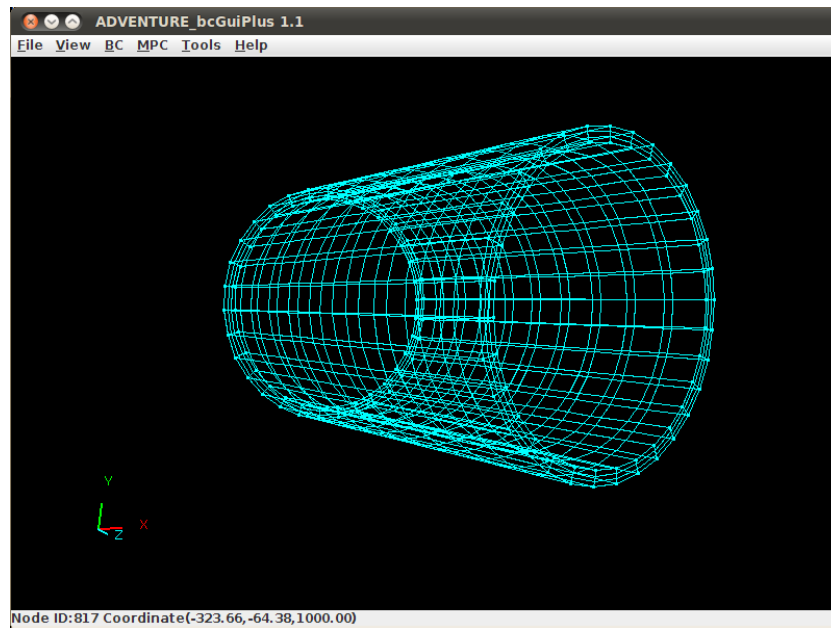 ADVENTURE_bcGuiPlus 1.1
File View BC MPC Tools Help
Y
X
Z
Node ID:817 Coordinate(-323.66,-64.38,1000.00)